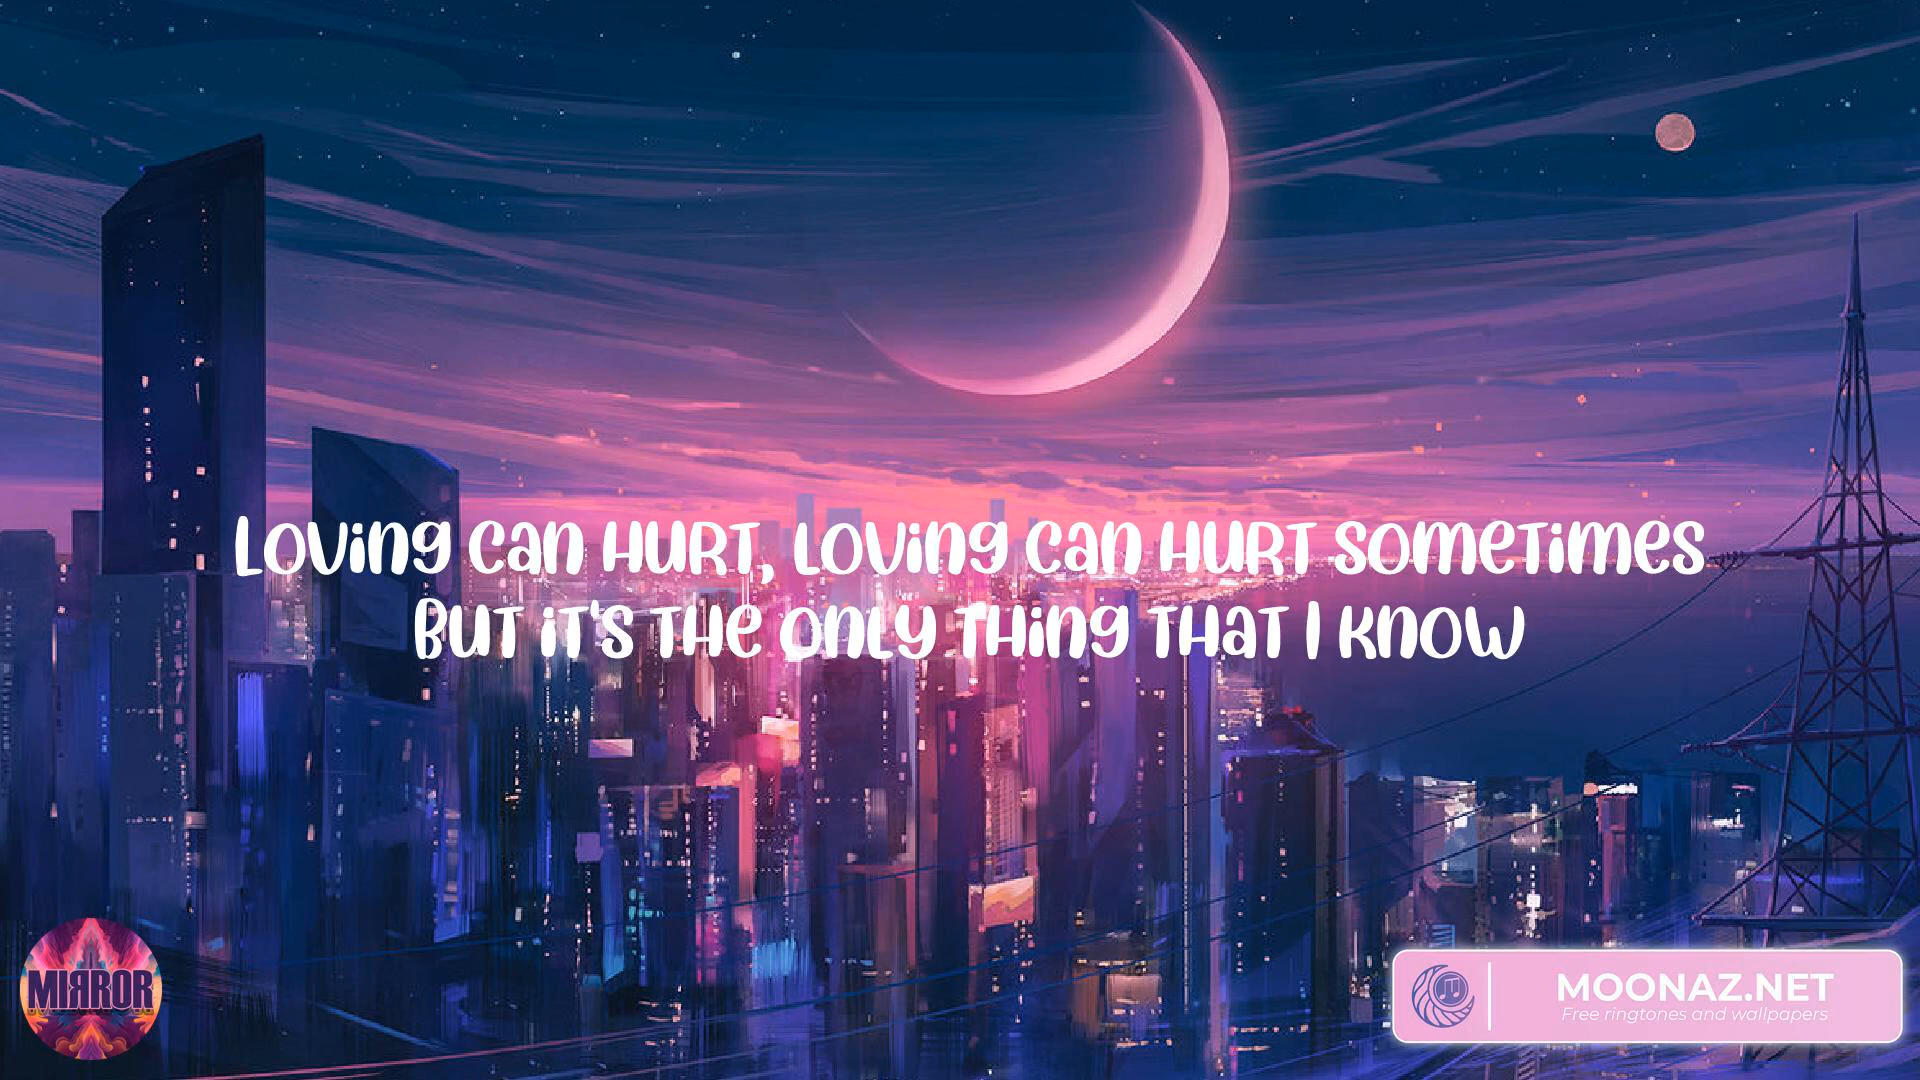 Loving can hurt, loving can hurt sometimes
But it's the only thing that I know
MIRROR
MOONAZ.NET
Free ringtones and wallpapers